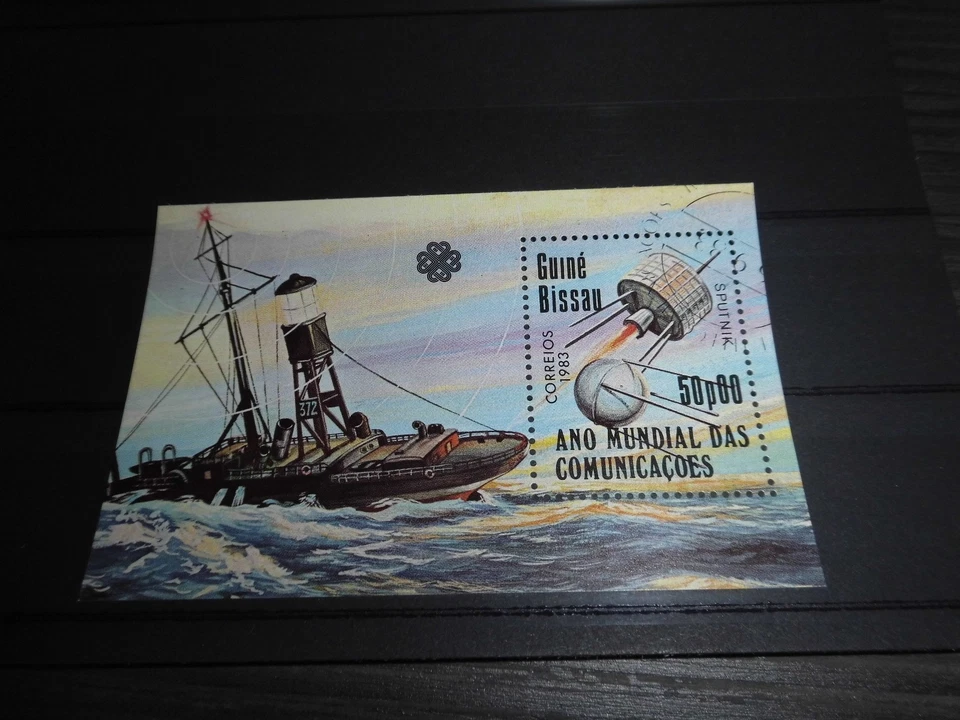 Guiné
Bissau
SPUTNIK
CORREIOS
1983
50p00
ANO MUNDIAL DAS
COMUNICAÇOES
372